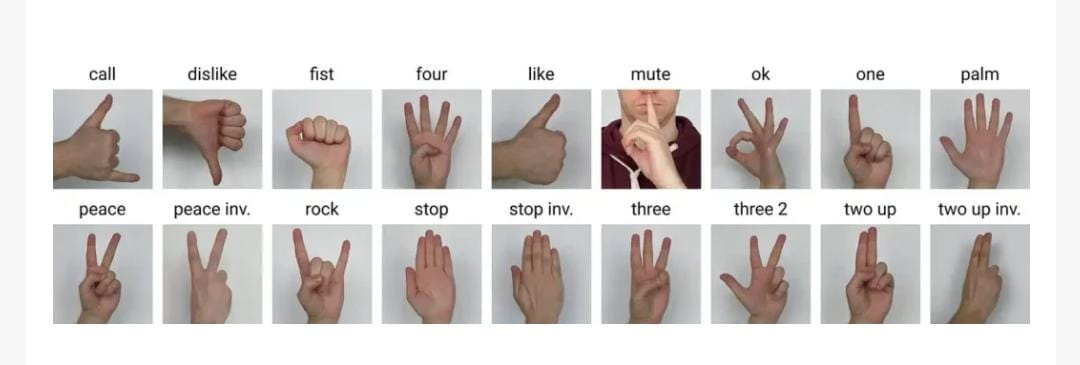 call dislike fist four like mute ok one palm
peace peace inv. rock stop stop inv. three three 2 two up two up inv.